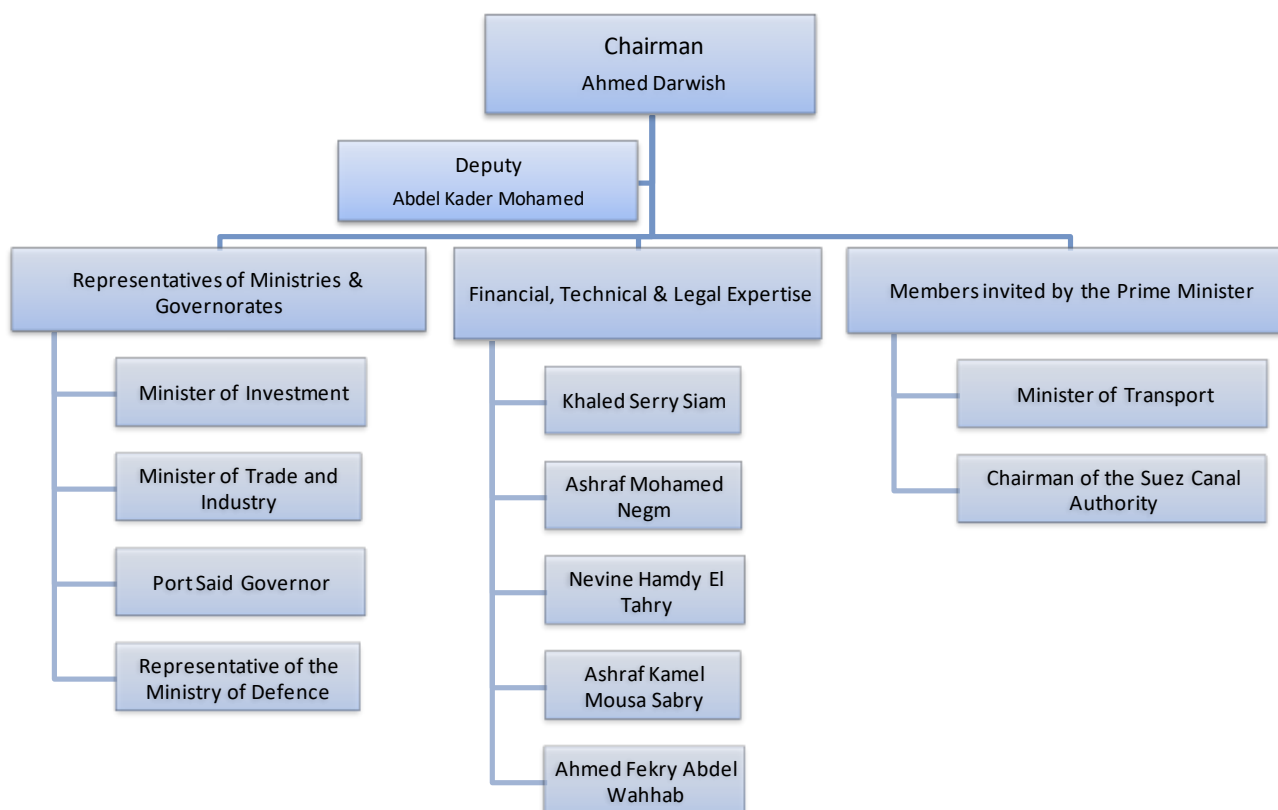 Chairman
Ahmed Darwish
Deputy
Abdel Kader Mohamed
Representatives of Ministries &
Governorates
Minister of Investment
Minister of Trade and
Industry
Port Said Governor
Representative of the
Ministry of Defence
Financial, Technical & Legal Expertise
Khaled Serry Siam
Ashraf Mohamed
Negm
Nevine Hamdy El
Tahry
Ashraf Kamel
Mousa Sabry
Ahmed Fekry Abdel
Wahhab
Members invited by the Prime Minister
Minister of Transport
Chairman of the Suez Canal
Authority